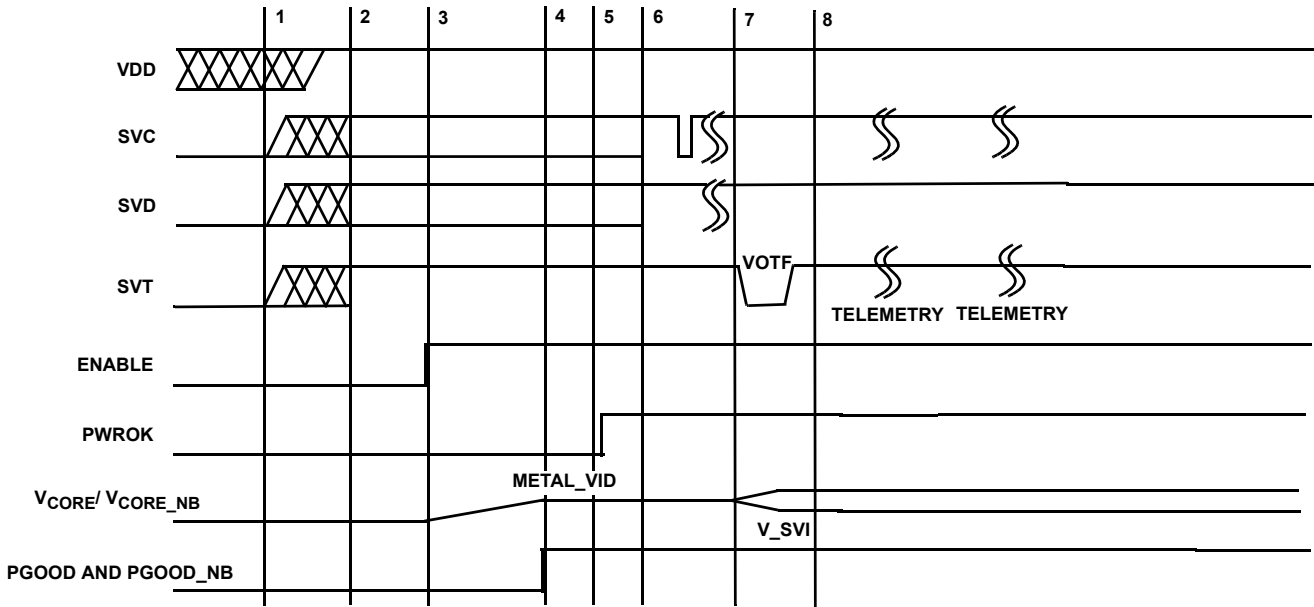 1 2 3 4 5 6 7 8
VDD
SVC
SVD
SVT
VOTF
TELEMETRY TELEMETRY
ENABLE
PWROK
METAL_VID
VCORE/ VCORE_NB
V_SVI
PGOOD AND PGOOD_NB